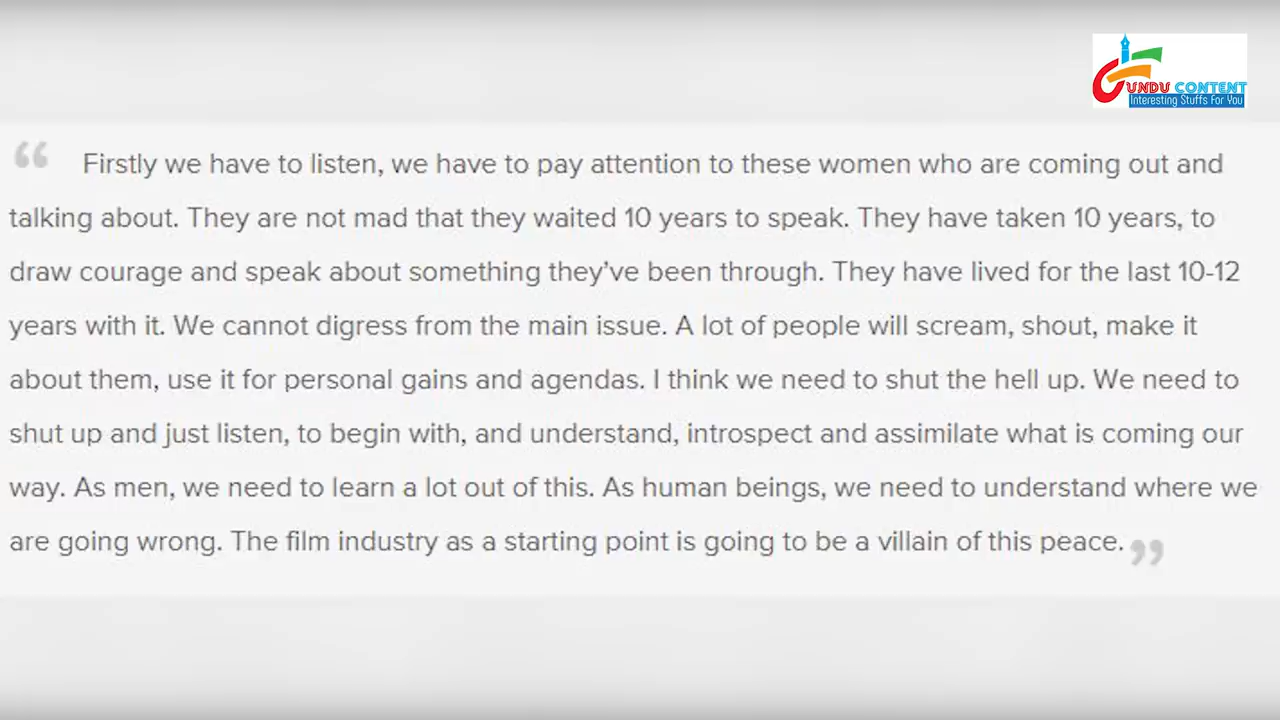 GUNDU CONTENT
Interesting Stuffs For You
“ Firstly we have to listen, we have to pay attention to these women who are coming out and
talking about. They are not mad that they waited 10 years to speak. They have taken 10 years, to
draw courage and speak about something they’ve been through. They have lived for the last 10-12
years with it. We cannot digress from the main issue. A lot of people will scream, shout, make it
about them, use it for personal gains and agendas. I think we need to shut the hell up. We need to
shut up and just listen, to begin with, and understand, introspect and assimilate what is coming our
way. As men, we need to learn a lot out of this. As human beings, we need to understand where we
are going wrong. The film industry as a starting point is going to be a villain of this peace. ”